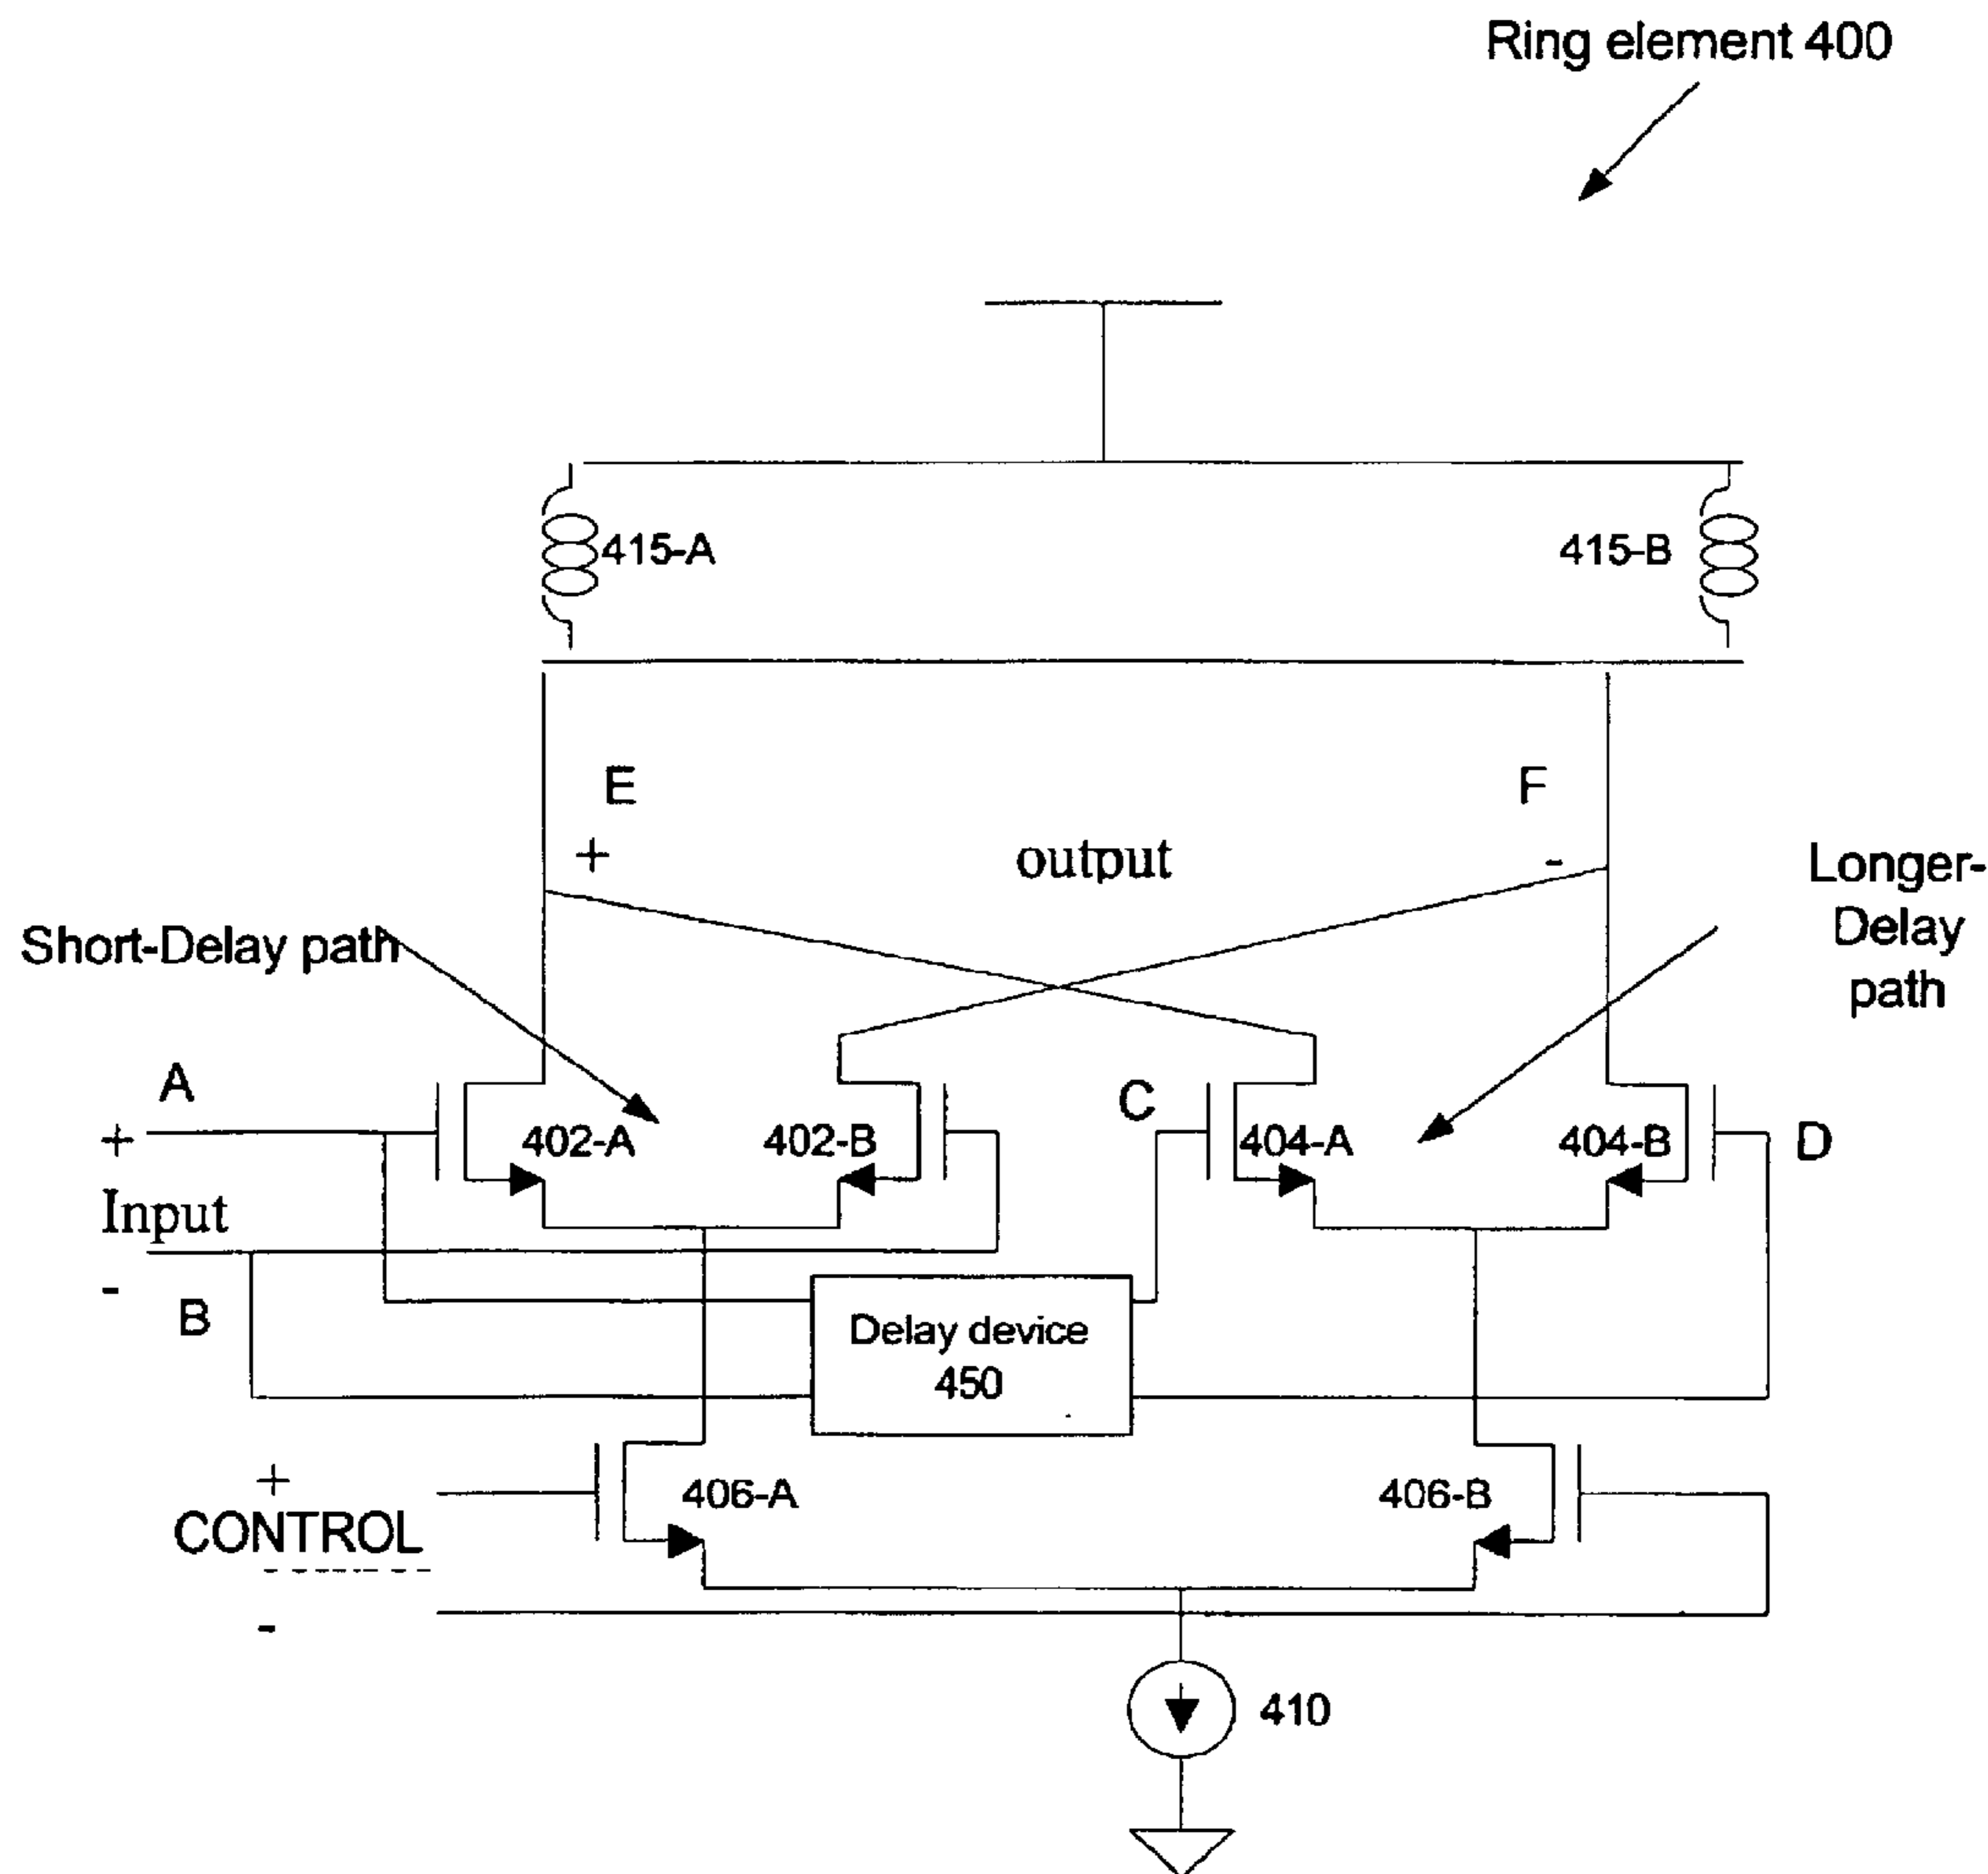 Ring element 400
415-A
415-B
E
F
+
output
-
Longer-
Delay
path
Short-Delay path
A
C
+
402-A
402-B
404-A
404-B
D
Input
-
B
Delay device
450
+
406-A
406-B
CONTROL
-
410